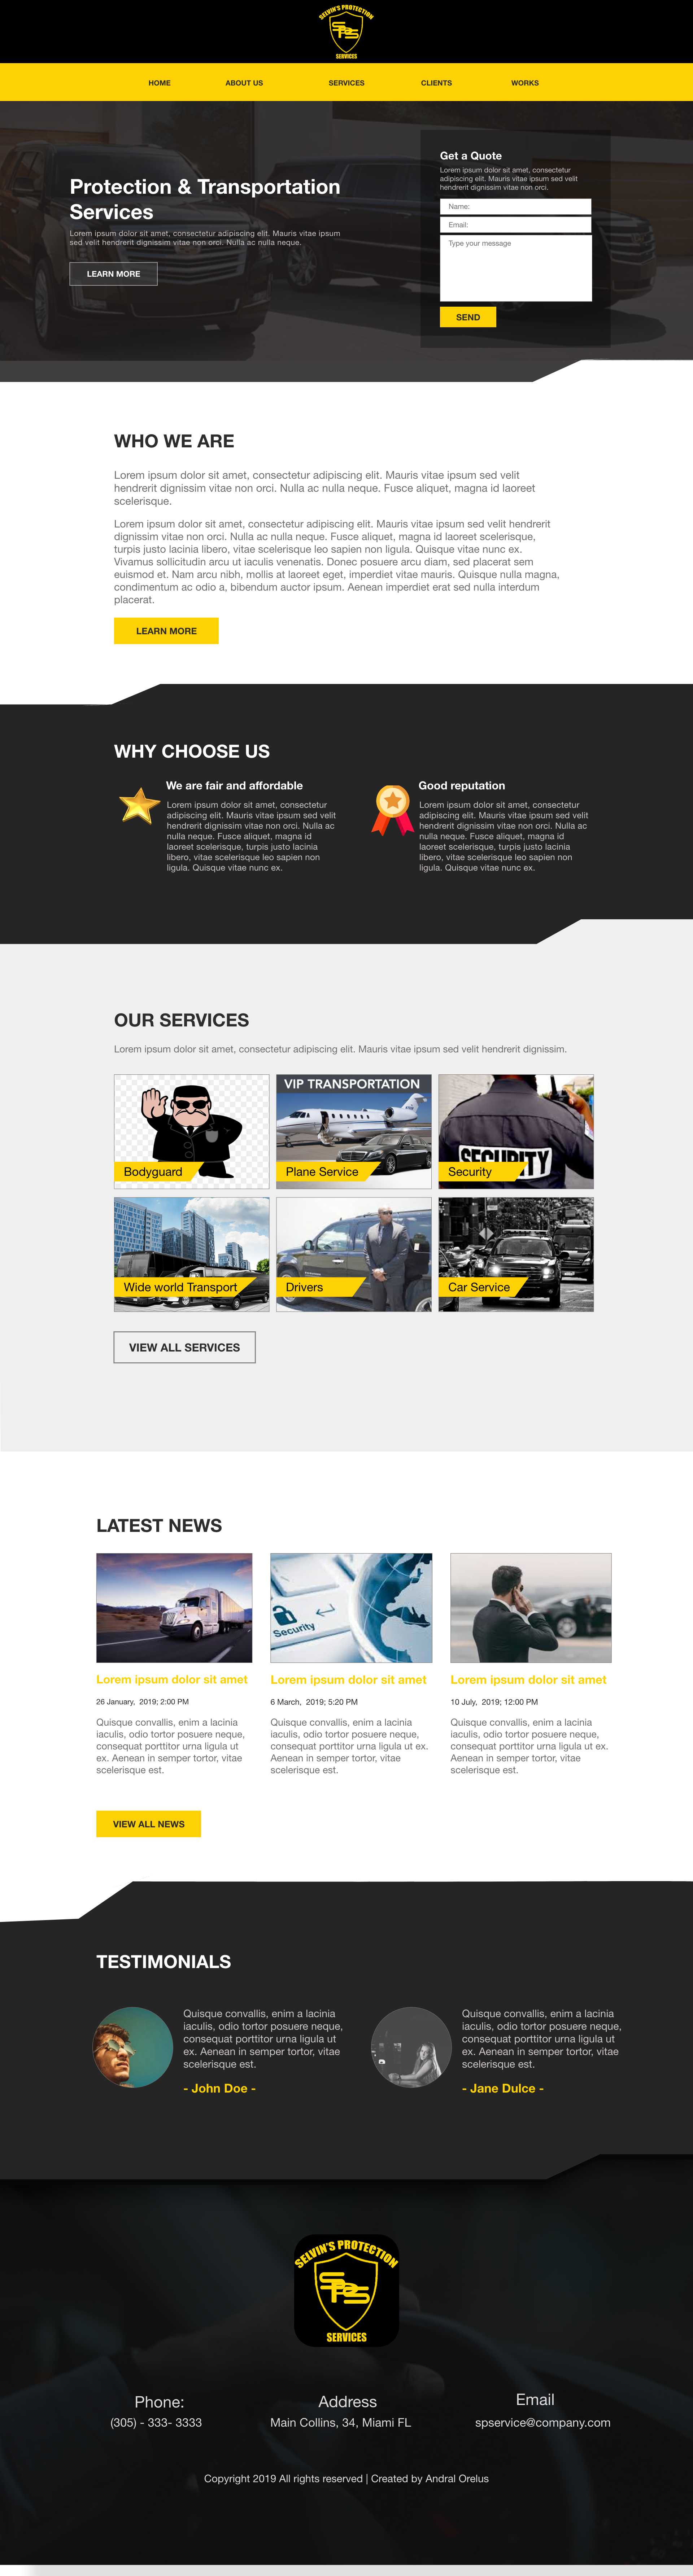 SELVIN'S PROTECTION
SPS
SERVICES
HOME ABOUT US SERVICES CLIENTS WORKS
Protection & Transportation
Services
Lorem ipsum dolor sit amet, consectetur adipiscing elit. Mauris vitae ipsum
sed velit hendrerit dignissim vitae non orci. Nulla ac nulla neque.
LEARN MORE
Get a Quote
Lorem ipsum dolor sit amet, consectetur
adipiscing elit. Mauris vitae ipsum sed velit
hendrerit dignissim vitae non orci.
Name:
Email:
Type your message
SEND
WHO WE ARE
Lorem ipsum dolor sit amet, consectetur adipiscing elit. Mauris vitae ipsum sed velit
hendrerit dignissim vitae non orci. Nulla ac nulla neque. Fusce aliquet, magna id laoreet
scelerisque.
Lorem ipsum dolor sit amet, consectetur adipiscing elit. Mauris vitae ipsum sed velit hendrerit
dignissim vitae non orci. Nulla ac nulla neque. Fusce aliquet, magna id laoreet scelerisque,
turpis justo lacinia libero, vitae scelerisque leo sapien non ligula. Quisque vitae nunc ex.
Vivamus sollicitudin arcu ut iaculis venenatis. Donec posuere arcu diam, sed placerat sem
euismod et. Nam arcu nibh, mollis at laoreet eget, imperdiet vitae mauris. Quisque nulla magna,
condimentum ac odio a, bibendum auctor ipsum. Aenean imperdiet erat sed nulla interdum
placerat.
LEARN MORE
WHY CHOOSE US
We are fair and affordable
Lorem ipsum dolor sit amet, consectetur
adipiscing elit. Mauris vitae ipsum sed velit
hendrerit dignissim vitae non orci. Nulla ac
nulla neque. Fusce aliquet, magna id
laoreet scelerisque, turpis justo lacinia
libero, vitae scelerisque leo sapien non
ligula. Quisque vitae nunc ex.
Good reputation
Lorem ipsum dolor sit amet, consectetur
adipiscing elit. Mauris vitae ipsum sed velit
hendrerit dignissim vitae non orci. Nulla ac
nulla neque. Fusce aliquet, magna id
laoreet scelerisque, turpis justo lacinia
libero, vitae scelerisque leo sapien non
ligula. Quisque vitae nunc ex.
OUR SERVICES
Lorem ipsum dolor sit amet, consectetur adipiscing elit. Mauris vitae ipsum sed velit hendrerit dignissim.
Bodyguard
VIP TRANSPORTATION
Plane Service
SECURITY
Security
Wide world Transport
Drivers
Car Service
VIEW ALL SERVICES
LATEST NEWS
Lorem ipsum dolor sit amet
26 January, 2019; 2:00 PM
Quisque convallis, enim a lacinia
iaculis, odio tortor posuere neque,
consequat porttitor urna ligula ut
ex. Aenean in semper tortor, vitae
scelerisque est.
Security
Lorem ipsum dolor sit amet
6 March, 2019; 5:20 PM
Quisque convallis, enim a lacinia
iaculis, odio tortor posuere neque,
consequat porttitor urna ligula ut ex.
Aenean in semper tortor, vitae
scelerisque est.
Lorem ipsum dolor sit amet
10 July, 2019; 12:00 PM
Quisque convallis, enim a lacinia
iaculis, odio tortor posuere neque,
consequat porttitor urna ligula ut ex.
Aenean in semper tortor, vitae
scelerisque est.
VIEW ALL NEWS
TESTIMONIALS
Quisque convallis, enim a lacinia
iaculis, odio tortor posuere neque,
consequat porttitor urna ligula ut
ex. Aenean in semper tortor, vitae
scelerisque est.
- John Doe -
Quisque convallis, enim a lacinia
iaculis, odio tortor posuere neque,
consequat porttitor urna ligula ut
ex. Aenean in semper tortor, vitae
scelerisque est.
- Jane Dulce -
SELVIN'S PROTECTION
SPS
SERVICES
Phone:
(305) - 333- 3333
Address
Main Collins, 34, Miami FL
Email
spservice@company.com
Copyright 2019 All rights reserved | Created by Andral Orelus